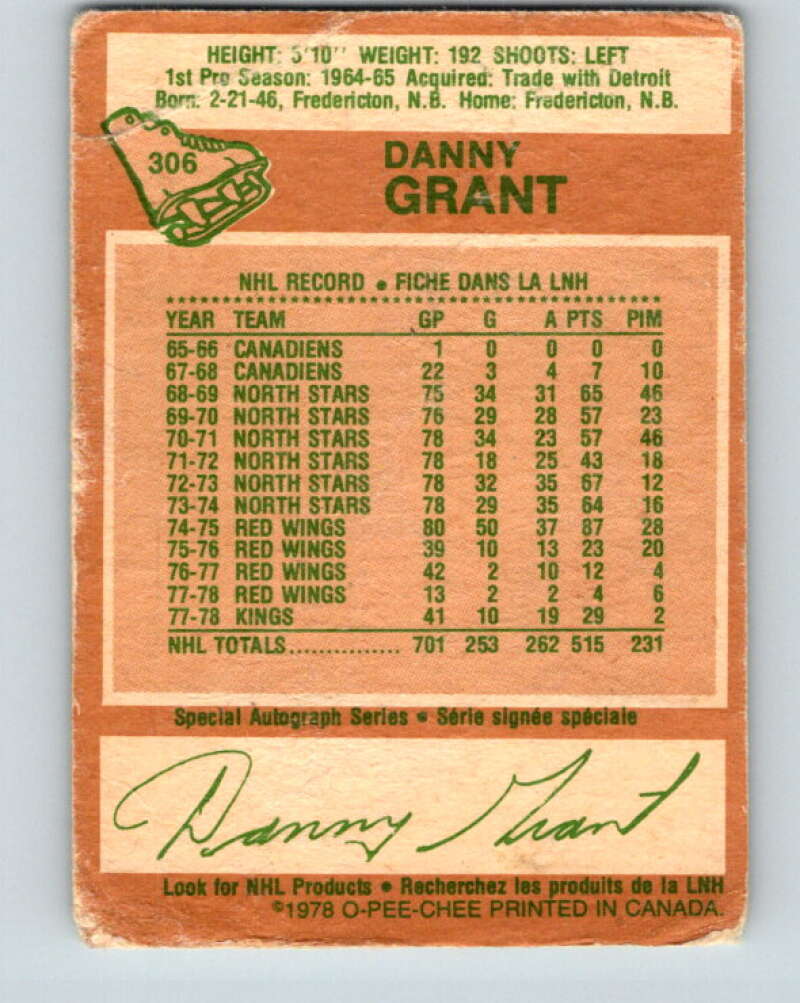 HEIGHT: 5'10" WEIGHT: 192 SHOOTS: LEFT
1st Pro Season: 1964-65 Acquired: Trade with Detroit
Born: 2-21-46, Fredericton, N.B. Home: Fredericton, N.B.
306
DANNY
GRANT
NHL RECORD • FICHE DANS LA LNH
YEAR TEAM GP G A PTS PIM
65-66 CANADIENS 1 0 0 0 0
67-68 CANADIENS 22 3 4 7 10
68-69 NORTH STARS 75 34 31 65 46
69-70 NORTH STARS 76 29 28 57 23
70-71 NORTH STARS 78 34 23 57 46
71-72 NORTH STARS 78 18 25 43 18
72-73 NORTH STARS 78 32 35 67 12
73-74 NORTH STARS 78 29 35 64 16
74-75 RED WINGS 80 50 37 87 28
75-76 RED WINGS 39 10 13 23 20
76-77 RED WINGS 42 2 10 12 4
77-78 RED WINGS 13 2 2 4 6
77-78 KINGS 41 10 19 29 2
NHL TOTALS............... 701 253 262 515 231
Special Autograph Series • Série signée spéciale
Danny Grant
Look for NHL Products • Recherchez les produits de la LNH
©1978 O-PEE-CHEE PRINTED IN CANADA.